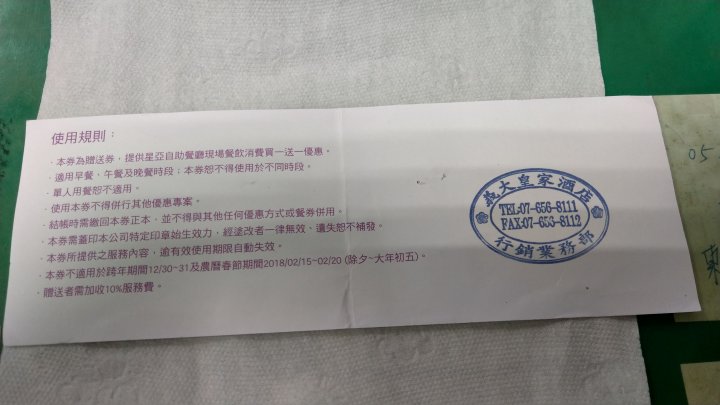 使用規則：
·本券為贈送券，提供星亞自助餐廳現場餐飲消費買一送一優惠。
·適用早餐、午餐及晚餐時段；本券恕不得使用於不同時段。
·單人用餐恕不適用。
·使用本券不得併行其他優惠專案。
·結帳時需繳回本券正本，並不得與其他任何優惠方式或餐券併用。
·本券需蓋印本公司特定印章始生效力，經塗改者一律無效，遺失恕不補發。
·本券所提供之服務內容，逾有效使用期限自動失效。
·本券不適用於跨年期間12/30~31及農曆春節期間2018/02/15~02/20 (除夕~大年初五)。
·贈送者需加收10%服務費。
義大皇家酒店
TEL:07-656-8111
FAX:07-656-8112
行銷業務部
05